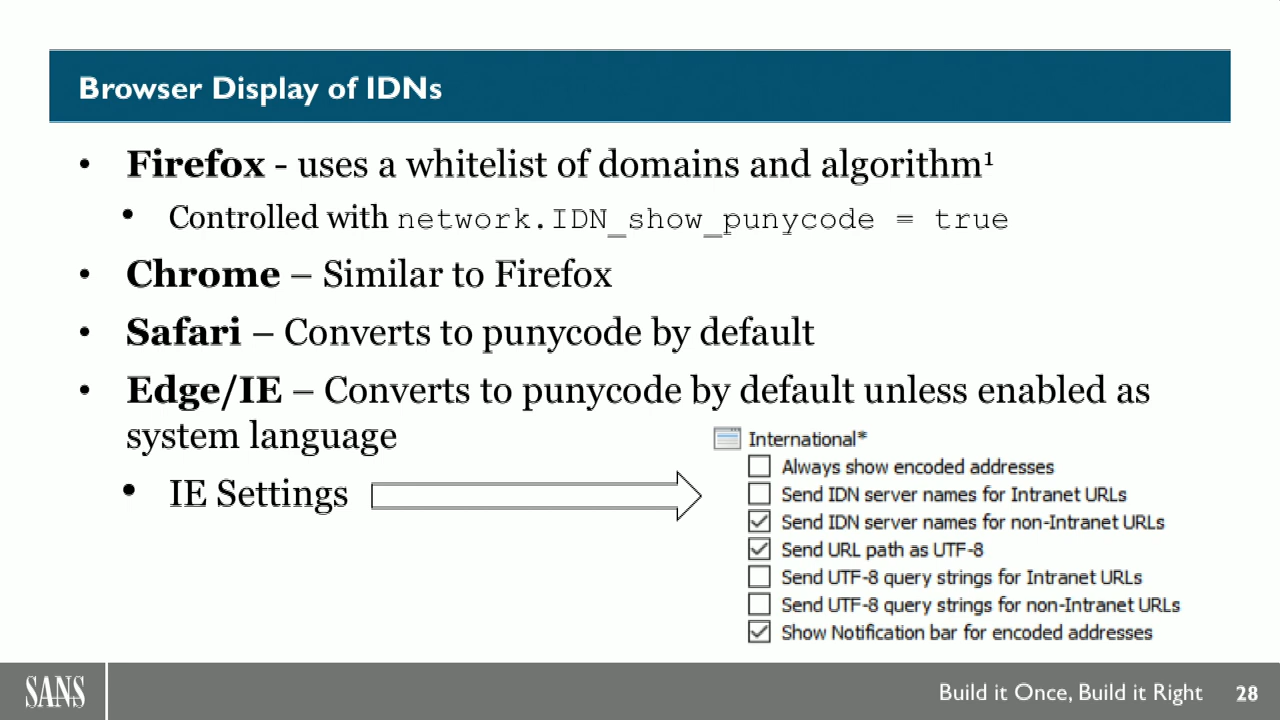 Browser Display of IDNs
• Firefox - uses a whitelist of domains and algorithm¹
• Controlled with network.IDN_show_punycode = true
• Chrome – Similar to Firefox
• Safari – Converts to punycode by default
• Edge/IE – Converts to punycode by default unless enabled as
system language
• IE Settings
International*
Always show encoded addresses
Send IDN server names for Intranet URLs
Send IDN server names for non-Intranet URLs
Send URL path as UTF-8
Send UTF-8 query strings for Intranet URLs
Send UTF-8 query strings for non-Intranet URLs
Show Notification bar for encoded addresses
SANS
Build it Once, Build it Right 28